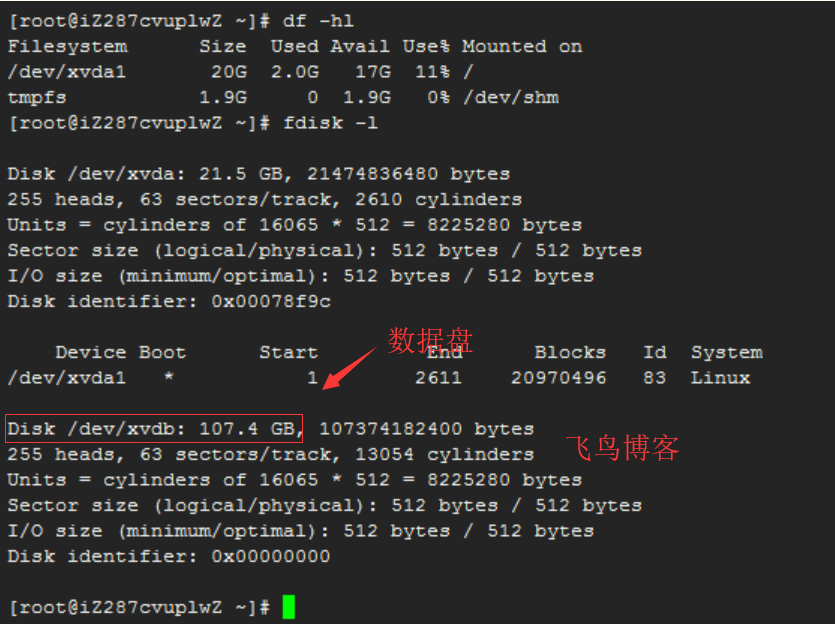 [root@iZ287cvuplwZ ~]# df -hl
Filesystem      Size  Used Avail Use% Mounted on
/dev/xvda1       20G  2.0G   17G  11% /
tmpfs           1.9G     0  1.9G   0% /dev/shm
[root@iZ287cvuplwZ ~]# fdisk -l
Disk /dev/xvda: 21.5 GB, 21474836480 bytes
255 heads, 63 sectors/track, 2610 cylinders
Units = cylinders of 16065 * 512 = 8225280 bytes
Sector size (logical/physical): 512 bytes / 512 bytes
I/O size (minimum/optimal): 512 bytes / 512 bytes
Disk identifier: 0x00078f9c
数据盘
Device Boot      Start         End      Blocks   Id  System
/dev/xvda1   *           1        2611    20970496   83  Linux
Disk /dev/xvdb: 107.4 GB, 107374182400 bytes
飞鸟博客
255 heads, 63 sectors/track, 13054 cylinders
Units = cylinders of 16065 * 512 = 8225280 bytes
Sector size (logical/physical): 512 bytes / 512 bytes
I/O size (minimum/optimal): 512 bytes / 512 bytes
Disk identifier: 0x00000000
[root@iZ287cvuplwZ ~]#